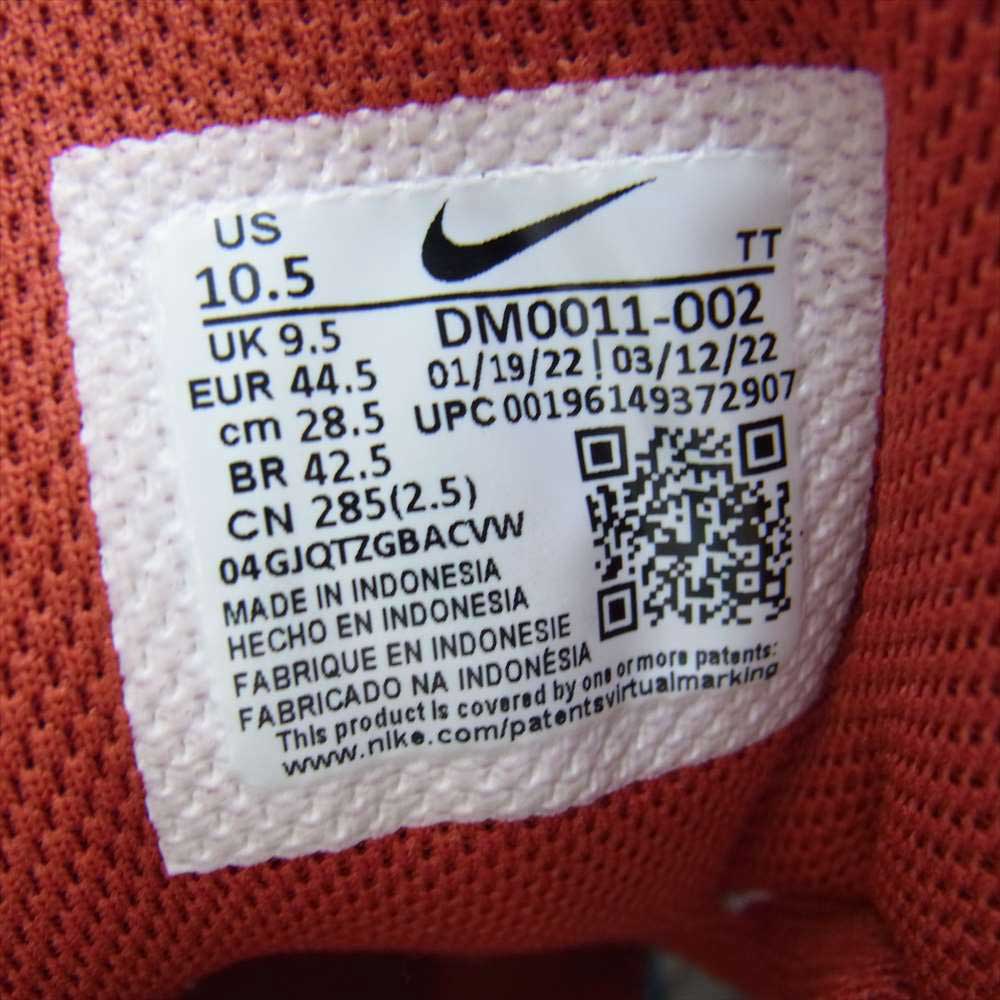 US
10.5
TT
UK 9.5
EUR 44.5
cm 28.5
BR 42.5
CN 285(2.5)
DM0011-002
01/19/22 | 03/12/22
UPC 00196149372907
04GJQTZGBACVW
MADE IN INDONESIA
HECHO EN INDONESIA
FABRIQUE EN INDONESIE
FABRICADO NA INDONÉSIA
This product is covered by one or more patents:
www.nike.com/patentsvirtualmarking